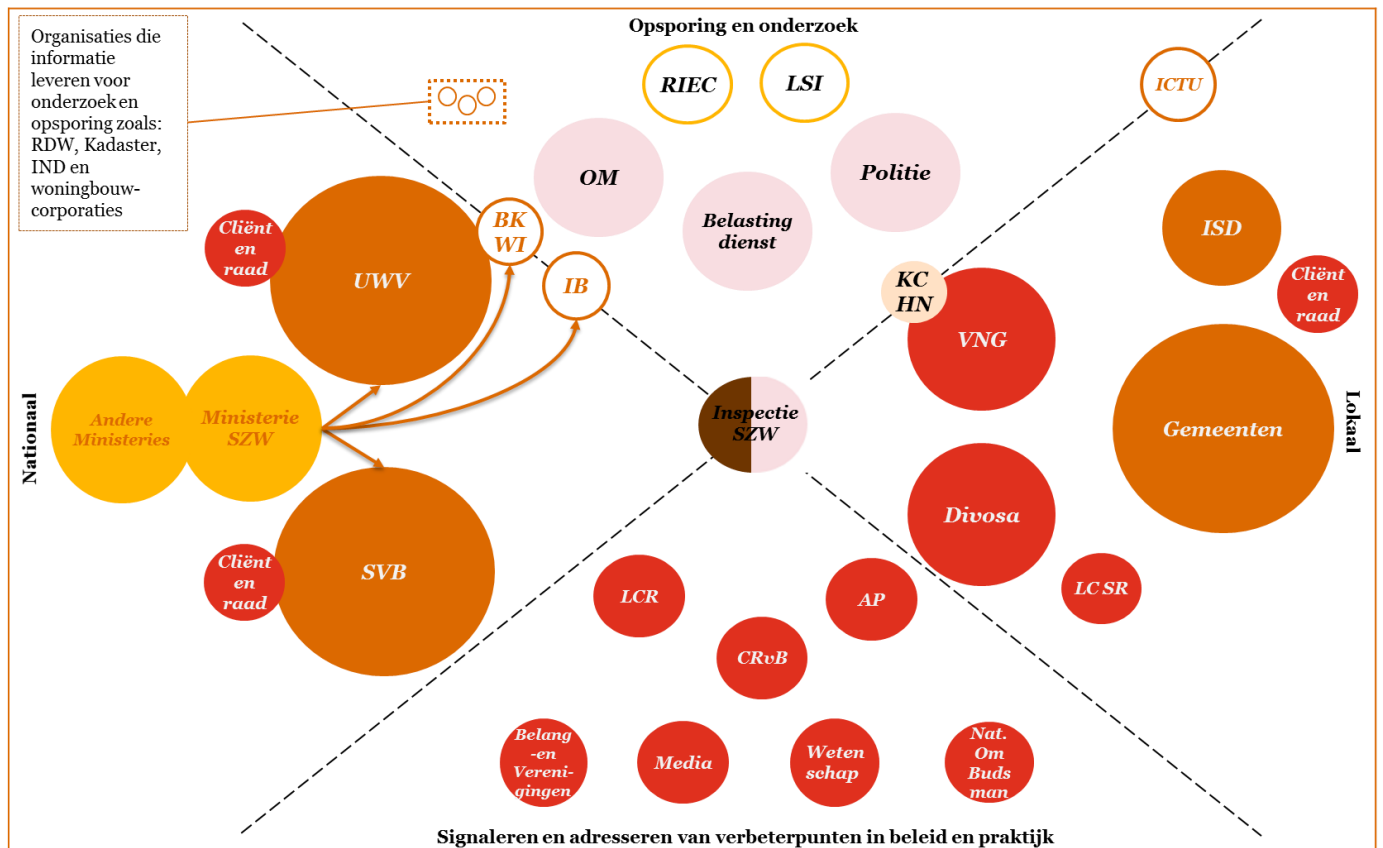 Organisaties die
informatie
leveren voor
onderzoek en
opsporing zoals:
RDW, Kadaster,
IND en
woningbouw-
corporaties
Opsporing en onderzoek
RIEC
LSI
ICTU
OM
Politie
Belasting
dienst
ISD
Cliënt
en
raad
UWV
BK
WI
IB
KC
HN
VNG
Cliënt
en
raad
Nationaal
Andere
Ministeries
Ministerie
SZW
Inspectie
SZW
Gemeenten
Lokaal
Divosa
Cliënt
en
raad
SVB
LCR
AP
LC SR
CRvB
Belang
-en
Vereni-
gingen
Media
Weten
schap
Nat.
Om
Buds
man
Signaleren en adresseren van verbeterpunten in beleid en praktijk